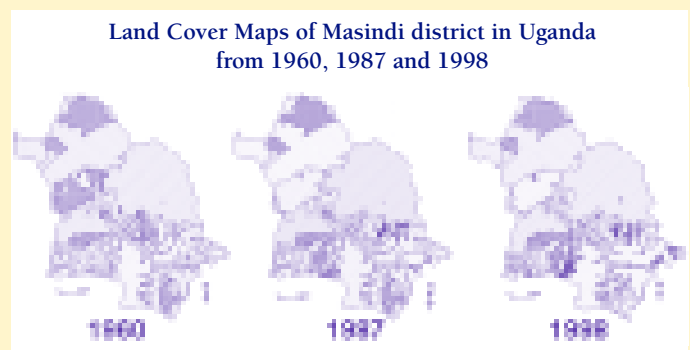 Land Cover Maps of Masindi district in Uganda
from 1960, 1987 and 1998
1960
1987
1998